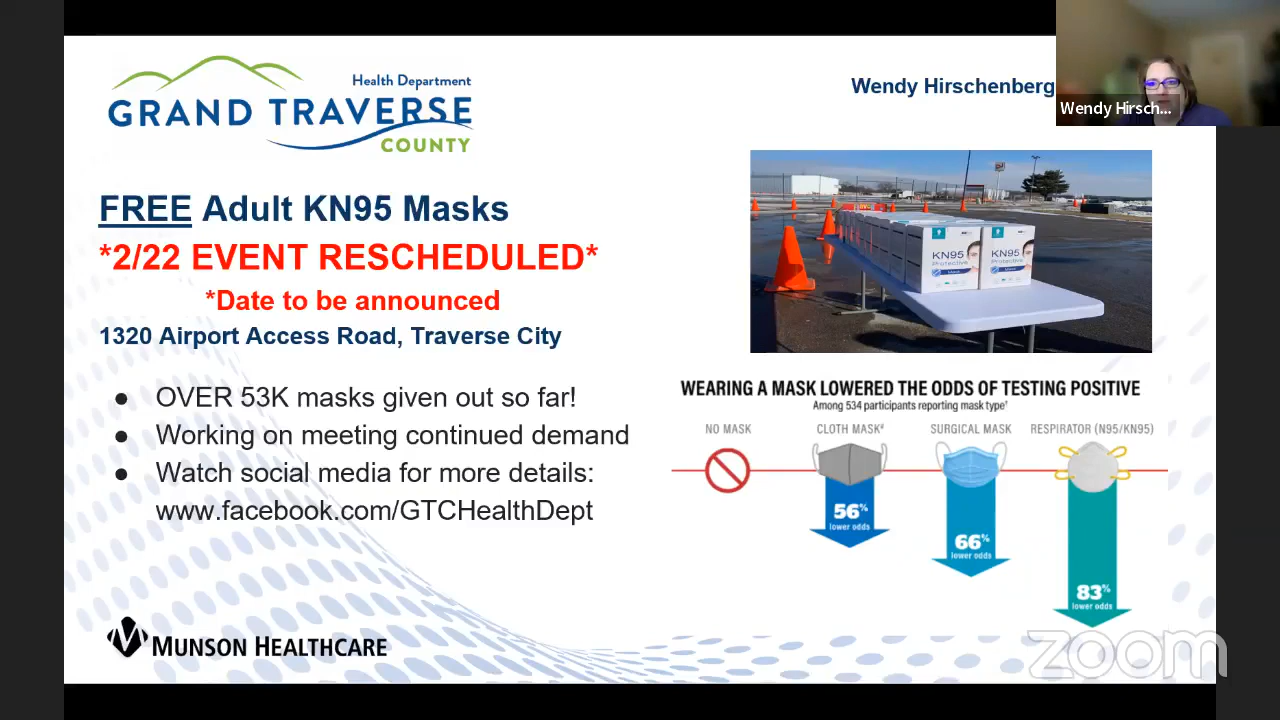 Health Department
GRAND TRAVERSE
COUNTY
Wendy Hirschenberg
Wendy Hirsch...
FREE Adult KN95 Masks
*2/22 EVENT RESCHEDULED*
*Date to be announced
1320 Airport Access Road, Traverse City
KN95
Protective
KN95
Protective
● OVER 53K masks given out so far!
● Working on meeting continued demand
● Watch social media for more details:
www.facebook.com/GTCHealthDept
WEARING A MASK LOWERED THE ODDS OF TESTING POSITIVE
Among 534 participants reporting mask type†
NO MASK
CLOTH MASK‡
SURGICAL MASK
RESPIRATOR (N95/KN95)
56%
lower odds
66%
lower odds
83%
lower odds
MUNSON HEALTHCARE
zoom